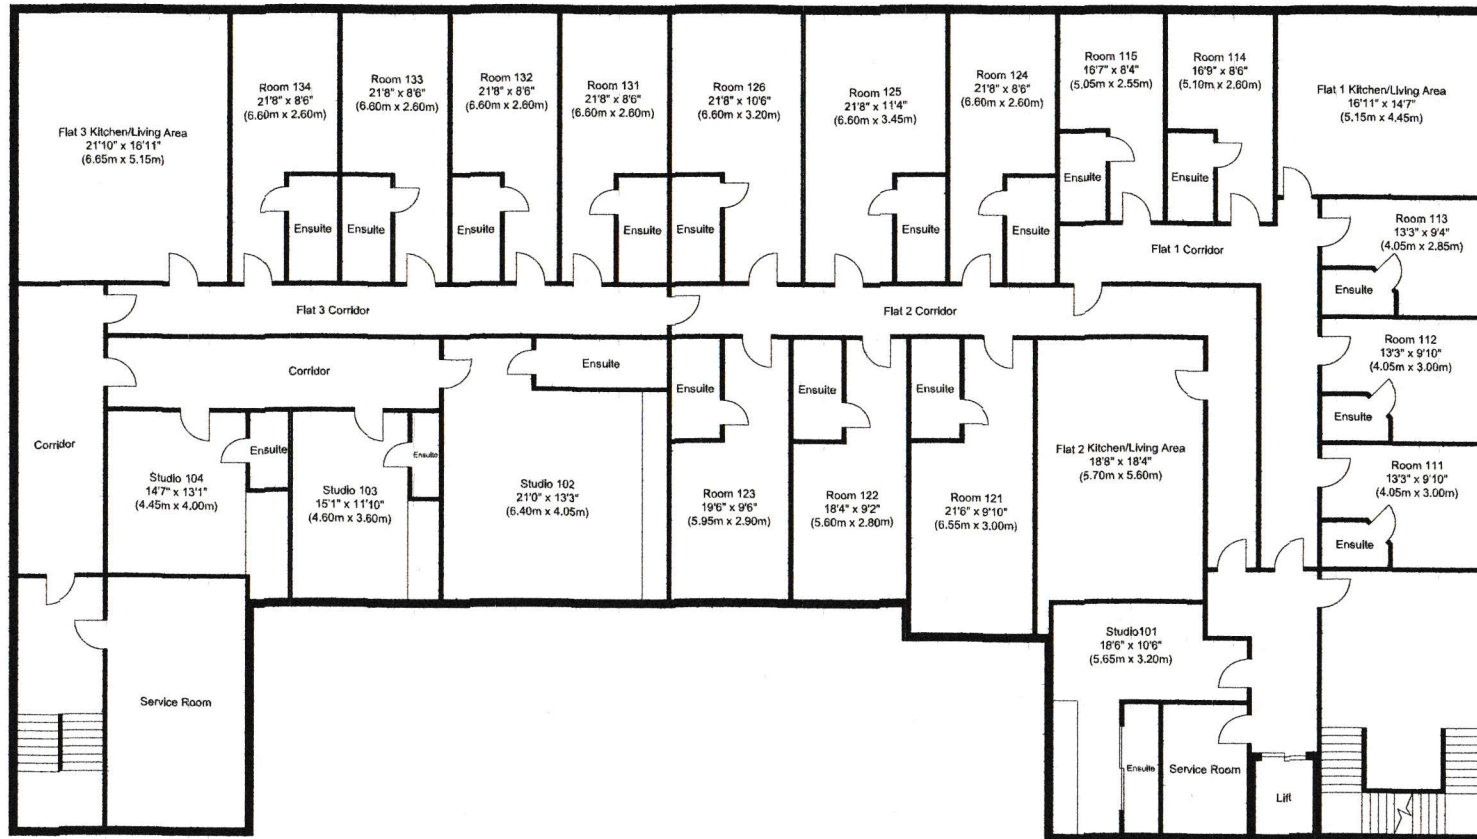 Flat 3 Kitchen/Living Area
21'10" x 16'11"
(6.65m x 5.15m)
Room 134
21'8" x 8'6"
(6.60m x 2.60m)
Room 133
21'8" x 8'6"
(6.60m x 2.60m)
Room 132
21'8" x 8'6"
(6.60m x 2.60m)
Room 131
21'8" x 8'6"
(6.60m x 2.60m)
Room 126
21'8" x 10'6"
(6.60m x 3.20m)
Room 125
21'8" x 11'4"
(6.60m x 3.45m)
Room 124
21'8" x 8'6"
(6.60m x 2.60m)
Room 115
16'7" x 8'4"
(5.05m x 2.55m)
Room 114
16'9" x 8'6"
(5.10m x 2.60m)
Flat 1 Kitchen/Living Area
16'11" x 14'7"
(5.15m x 4.45m)
Ensuite
Ensuite
Ensuite
Ensuite
Ensuite
Ensuite
Ensuite
Ensuite
Ensuite
Room 113
13'3" x 9'4"
(4.05m x 2.85m)
Flat 1 Corridor
Ensuite
Flat 3 Corridor
Flat 2 Corridor
Corridor
Ensuite
Ensuite
Ensuite
Ensuite
Room 112
13'3" x 9'10"
(4.05m x 3.00m)
Ensuite
Corridor
Ensuite
Ensuite
Studio 104
14'7" x 13'1"
(4.45m x 4.00m)
Studio 103
15'1" x 11'10"
(4.60m x 3.60m)
Studio 102
21'0" x 13'3"
(6.40m x 4.05m)
Room 123
19'6" x 9'6"
(5.95m x 2.90m)
Room 122
18'4" x 9'2"
(5.60m x 2.80m)
Room 121
21'6" x 9'10"
(6.55m x 3.00m)
Flat 2 Kitchen/Living Area
18'8" x 18'4"
(5.70m x 5.60m)
Room 111
13'3" x 9'10"
(4.05m x 3.00m)
Ensuite
Studio101
18'6" x 10'6"
(5.65m x 3.20m)
Service Room
Ensuite
Service Room
Lift